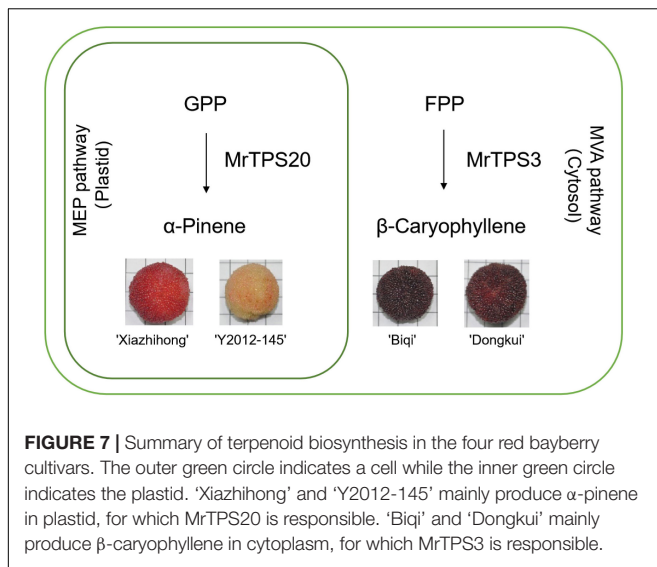 GPP
FPP
MEP pathway
(Plastid)
MrTPS20
MrTPS3
MVA pathway
(Cytosol)
α-Pinene
β-Caryophyllene
'Xiazhihong'
'Y2012-145'
'Biqi'
'Dongkui'
FIGURE 7 | Summary of terpenoid biosynthesis in the four red bayberry
cultivars. The outer green circle indicates a cell while the inner green circle
indicates the plastid. ‘Xiazhihong’ and ‘Y2012-145’ mainly produce α-pinene
in plastid, for which MrTPS20 is responsible. ‘Biqi’ and ‘Dongkui’ mainly
produce β-caryophyllene in cytoplasm, for which MrTPS3 is responsible.